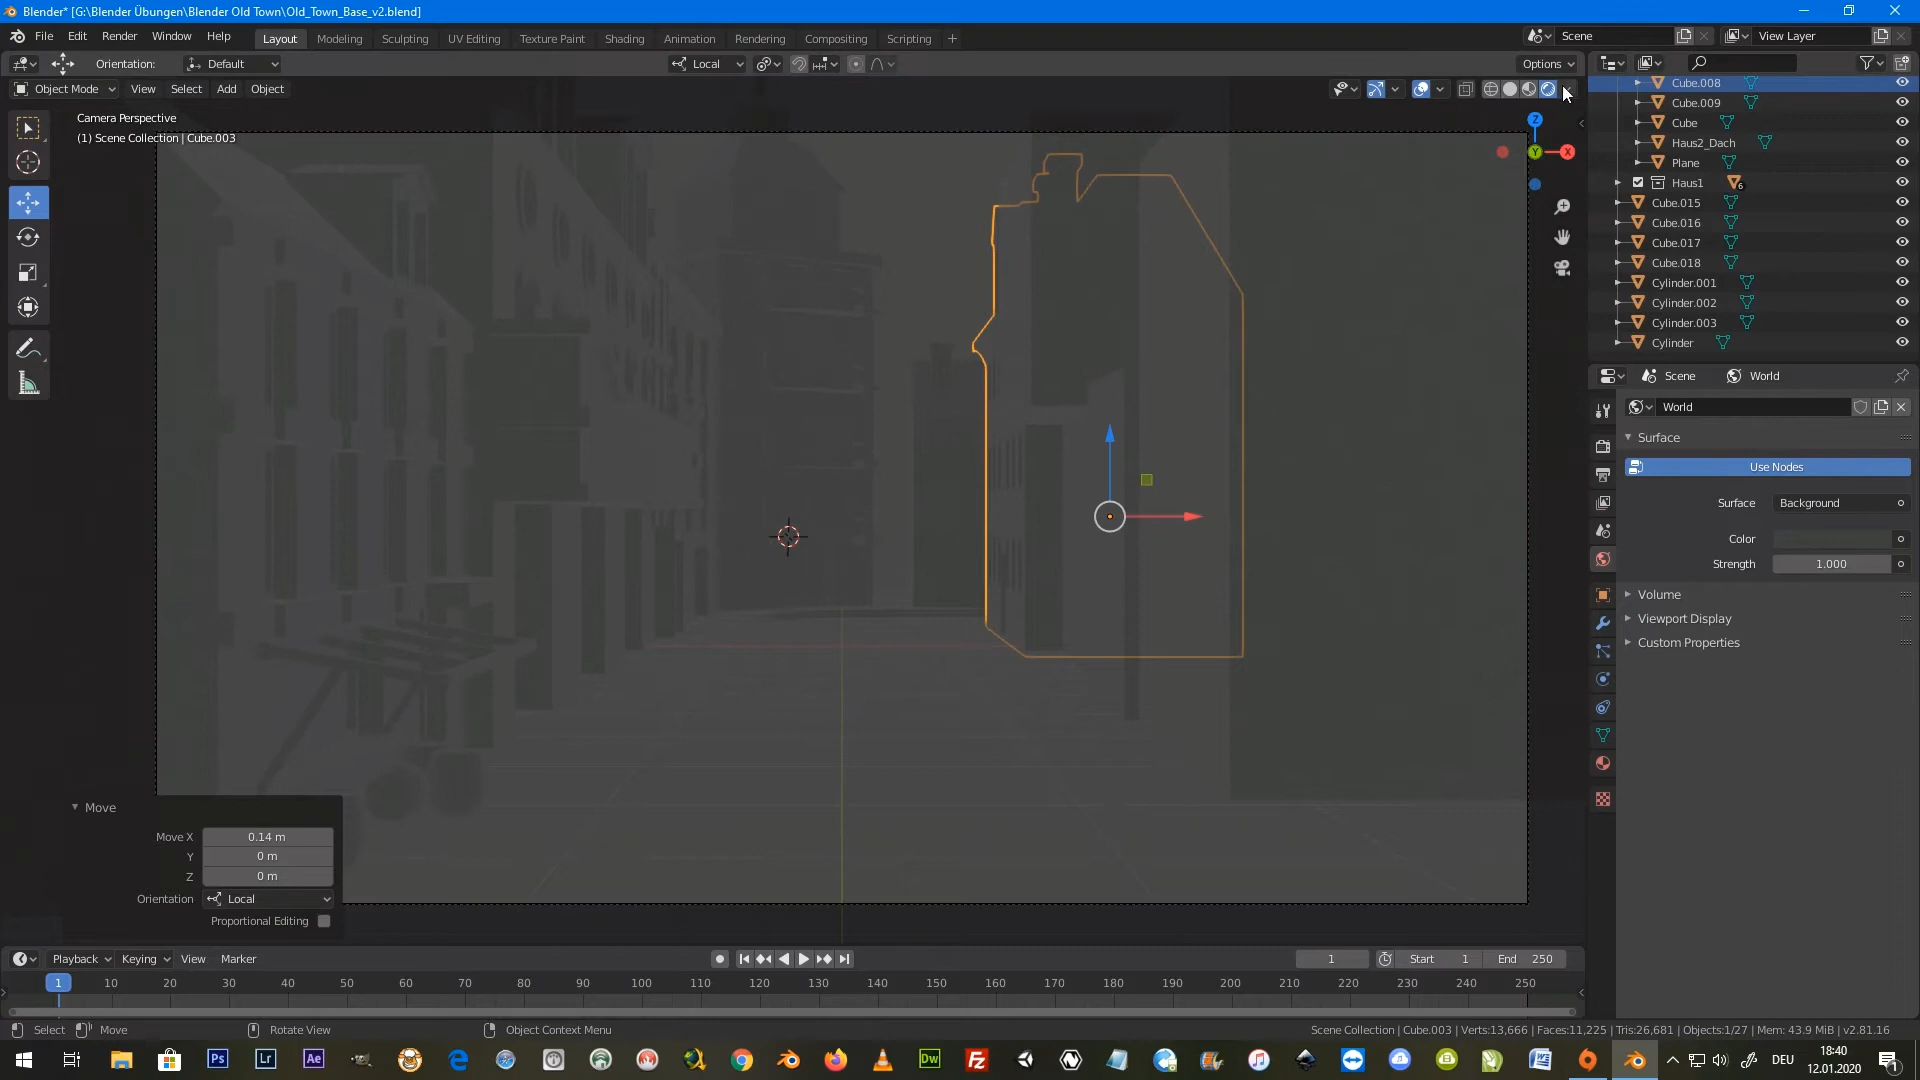 Blender* [G:\Blender Übungen\Blender Old Town\Old_Town_Base_v2.blend]
File Edit Render Window Help Layout Modeling Sculpting UV Editing Texture Paint Shading Animation Rendering Compositing Scripting + Scene View Layer
Orientation: Default Local Options
Object Mode View Select Add Object
Camera Perspective
(1) Scene Collection | Cube.003
Z
Y X
Cube.008
Cube.009
Cube
Haus2_Dach
Plane
Haus1 6
Cube.015
Cube.016
Cube.017
Cube.018
Cylinder.001
Cylinder.002
Cylinder.003
Cylinder
Scene World
World
Surface
Use Nodes
Surface Background
Color
Strength 1.000
Volume
Viewport Display
Custom Properties
Move
Move X 0.14 m
Y 0 m
Z 0 m
Orientation Local
Proportional Editing
Playback Keying View Marker 1 Start 1 End 250
1 10 20 30 40 50 60 70 80 90 100 110 120 130 140 150 160 170 180 190 200 210 220 230 240 250
Select Move Rotate View Object Context Menu Scene Collection | Cube.003 | Verts:13,666 | Faces:11,225 | Tris:26,681 | Objects:1/27 | Mem: 43.9 MiB | v2.81.16
Ps Lr Ae Dw DEU 18:40
12.01.2020
1